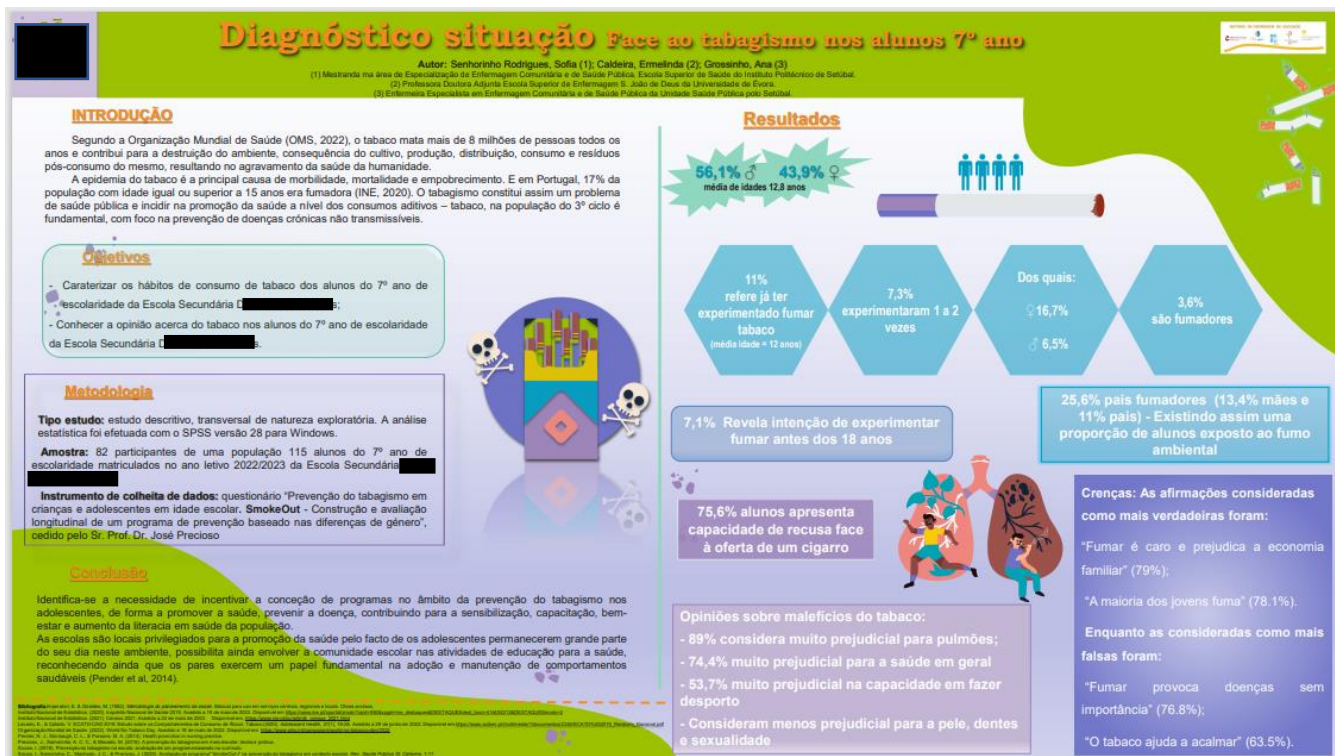 Diagnóstico situação Face ao tabagismo nos alunos 7º ano
Autor: Senhorinho Rodrigues, Sofia (1); Caldeira, Ermelinda (2); Grossinho, Ana (3)
(1) Mestranda ma área de Especialização de Enfermagem Comunitária e de Saúde Pública, Escola Superior de Saúde do Instituto Politécnico de Setúbal.
(2) Professora Doutora Adjunta Escola Superior de Enfermagem S. João de Deus da Universidade de Évora.
(3) Enfermeira Especialista em Enfermagem Comunitária e de Saúde Pública da Unidade Saúde Pública polo Setúbal.
INTRODUÇÃO
Segundo a Organização Mundial de Saúde (OMS, 2022), o tabaco mata mais de 8 milhões de pessoas todos os
anos e contribui para a destruição do ambiente, consequência do cultivo, produção, distribuição, consumo e resíduos
pós-consumo do mesmo, resultando no agravamento da saúde da humanidade.
A epidemia do tabaco é a principal causa de morbilidade, mortalidade e empobrecimento. E em Portugal, 17% da
população com idade igual ou superior a 15 anos era fumadora (INE, 2020). O tabagismo constitui assim um problema
de saúde pública e incidir na promoção da saúde a nível dos consumos aditivos – tabaco, na população do 3º ciclo é
fundamental, com foco na prevenção de doenças crónicas não transmissíveis.
Objetivos
- Caraterizar os hábitos de consumo de tabaco dos alunos do 7º ano de
escolaridade da Escola Secundária D s;
- Conhecer a opinião acerca do tabaco nos alunos do 7º ano de escolaridade
da Escola Secundária s.
Metodologia
Tipo estudo: estudo descritivo, transversal de natureza exploratória. A análise
estatística foi efetuada com o SPSS versão 28 para Windows.
Amostra: 82 participantes de uma população 115 alunos do 7º ano de
escolaridade matriculados no ano letivo 2022/2023 da Escola Secundária
Instrumento de colheita de dados: questionário “Prevenção do tabagismo em
crianças e adolescentes em idade escolar. SmokeOut - Construção e avaliação
longitudinal de um programa de prevenção baseado nas diferenças de género”,
cedido pelo Sr. Prof. Dr. José Precioso
Conclusão
Identifica-se a necessidade de incentivar a conceção de programas no âmbito da prevenção do tabagismo nos
adolescentes, de forma a promover a saúde, prevenir a doença, contribuindo para a sensibilização, capacitação, bem-
estar e aumento da literacia em saúde da população.
As escolas são locais privilegiados para a promoção da saúde pelo facto de os adolescentes permanecerem grande parte
do seu dia neste ambiente, possibilita ainda envolver a comunidade escolar nas atividades de educação para a saúde,
reconhecendo ainda que os pares exercem um papel fundamental na adoção e manutenção de comportamentos
saudáveis (Pender et al, 2014).
Resultados
56,1% ♂ 43,9% ♀
média de idades 12,8 anos
11%
refere já ter
experimentado fumar
tabaco
(média idade = 12 anos)
7,3%
experimentaram 1 a 2
vezes
Dos quais:
♀16,7%
♂ 6,5%
3,6%
são fumadores
7,1% Revela intenção de experimentar
fumar antes dos 18 anos
25,6% pais fumadores (13,4% mães e
11% pais) - Existindo assim uma
proporção de alunos exposto ao fumo
ambiental
75,6% alunos apresenta
capacidade de recusa face
à oferta de um cigarro
Opiniões sobre malefícios do tabaco:
- 89% considera muito prejudicial para pulmões;
- 74,4% muito prejudicial para a saúde em geral
- 53,7% muito prejudicial na capacidade em fazer
desporto
- Consideram menos prejudicial para a pele, dentes
e sexualidade
Crenças: As afirmações consideradas
como mais verdadeiras foram:
“Fumar é caro e prejudica a economia
familiar” (79%);
“A maioria dos jovens fuma” (78.1%).
Enquanto as consideradas como mais
falsas foram:
“Fumar provoca doenças sem
importância” (76.8%);
“O tabaco ajuda a acalmar” (63.5%).